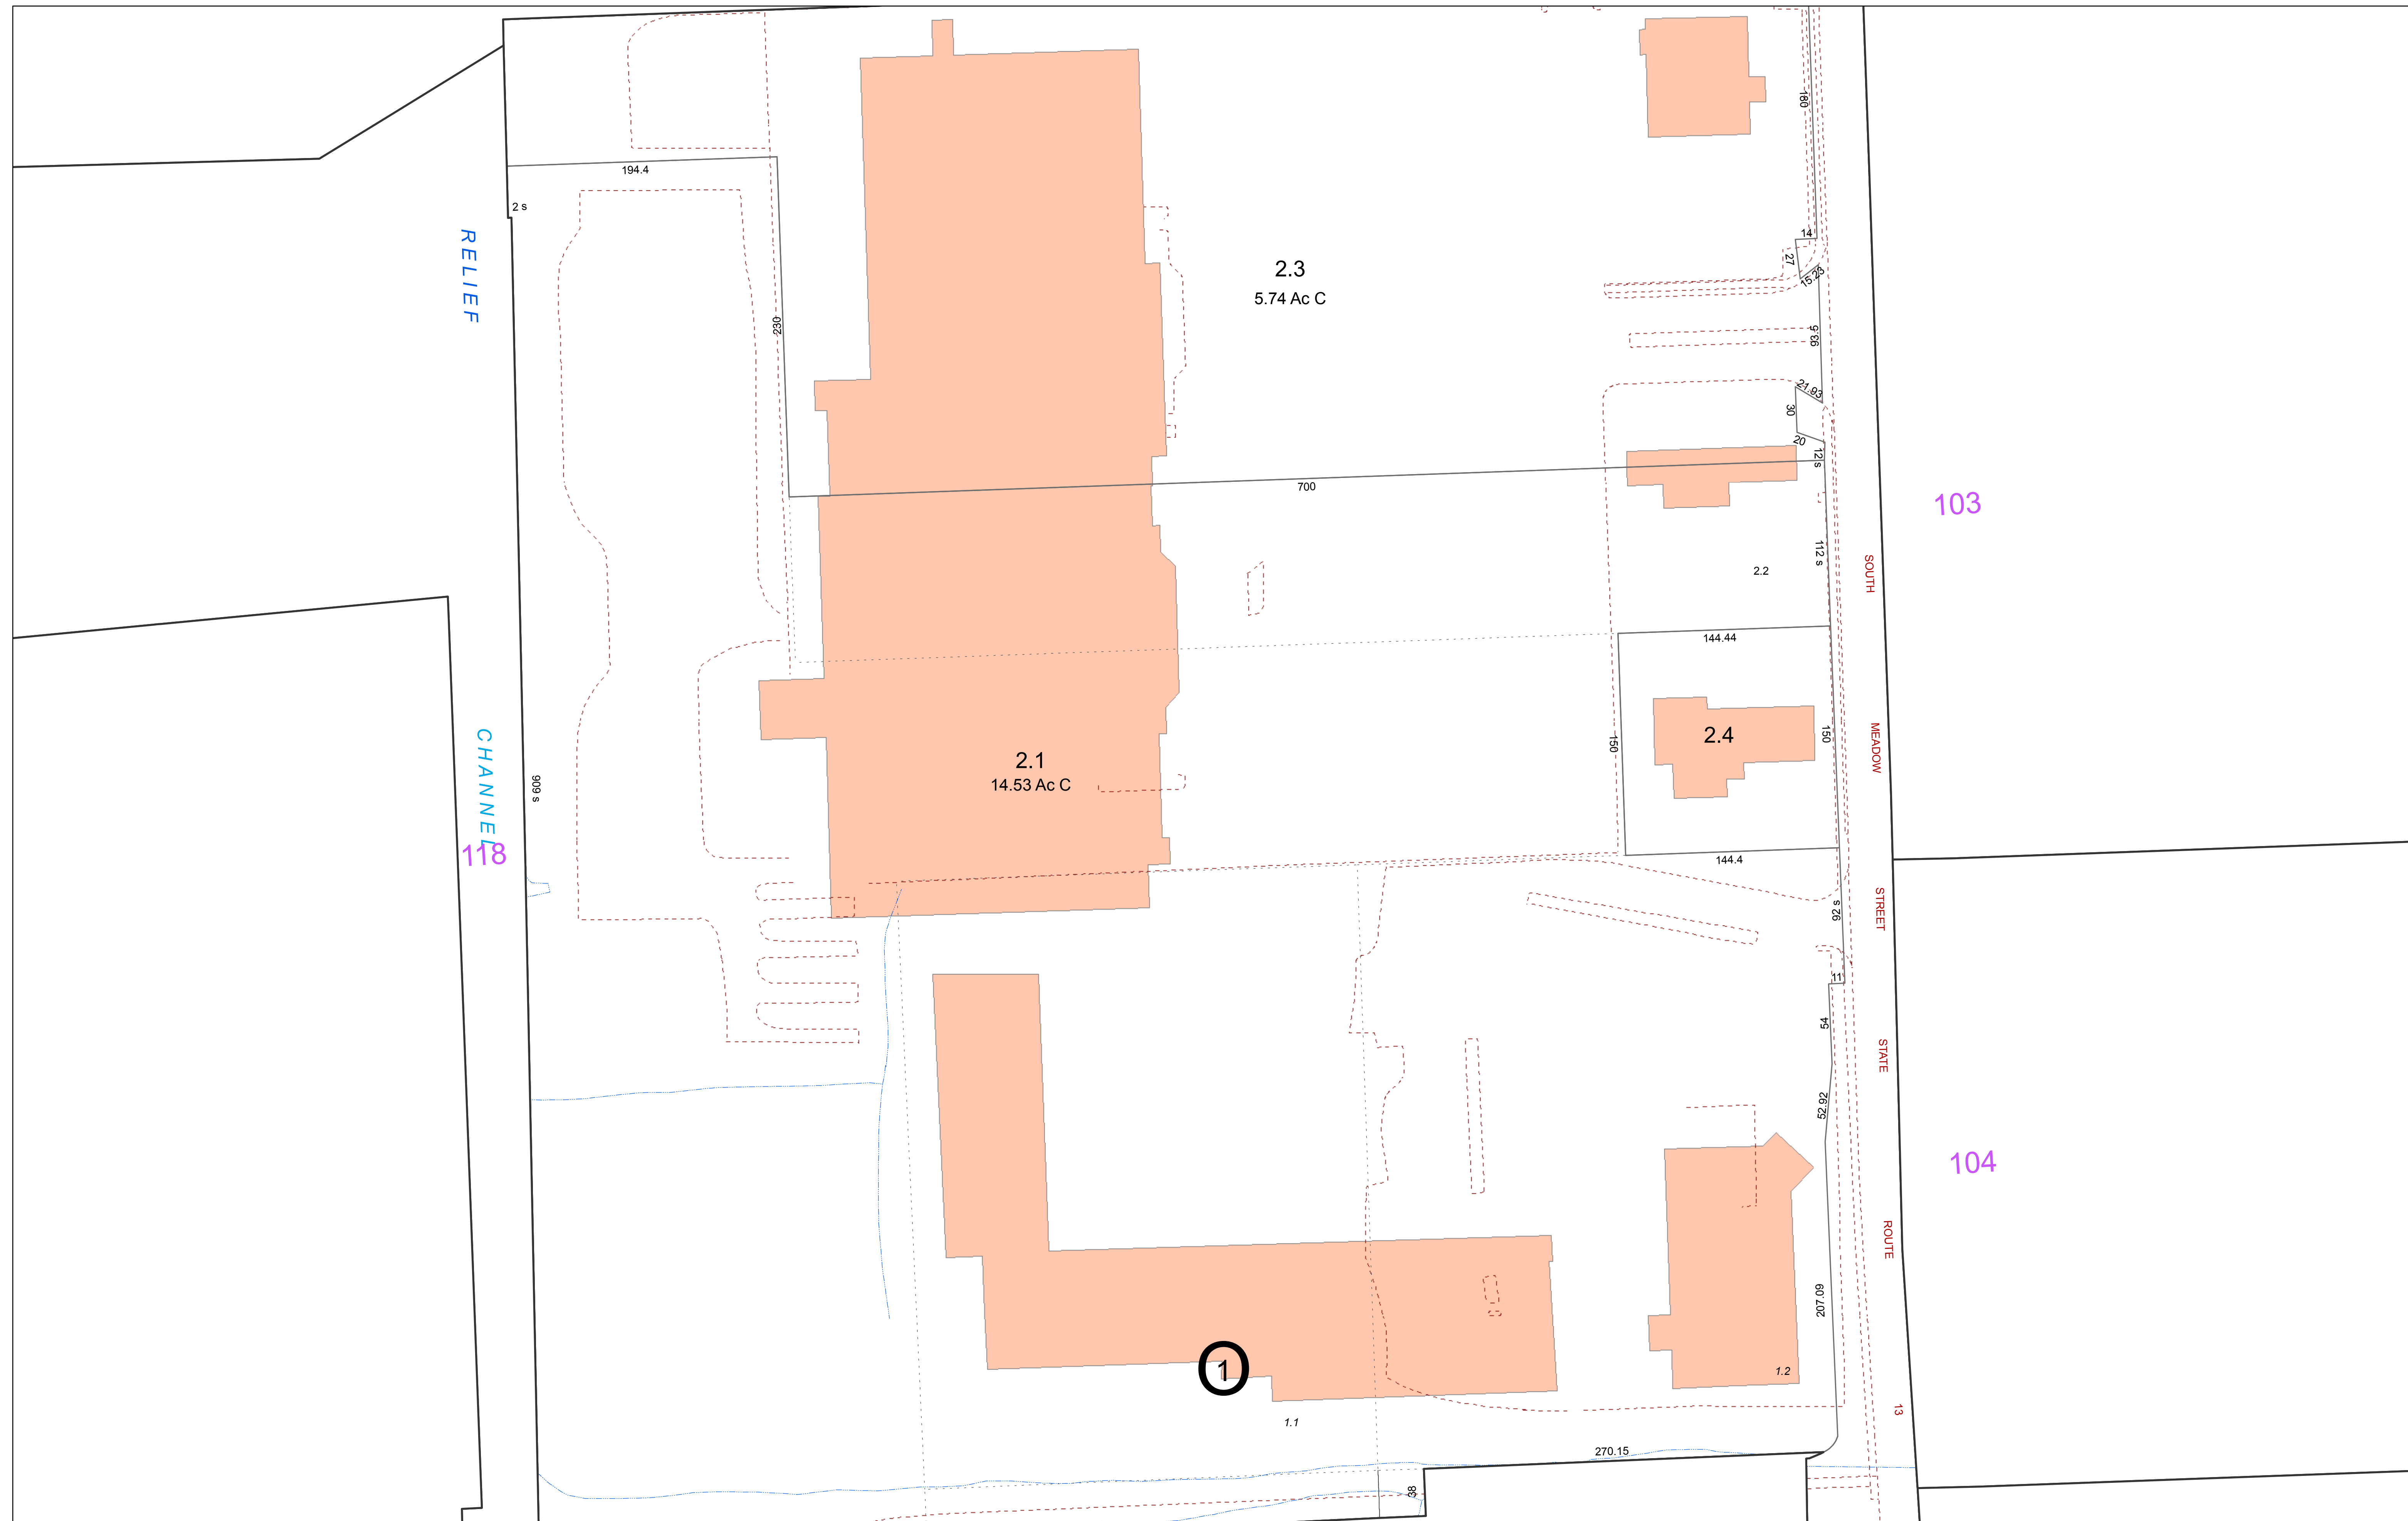 180
194.4
2 s
RELIEF
14
27
15.23
2.3
5.74 Ac C
230
93.5
21.93
30
20
12 s
700
103
112 s
2.2
SOUTH
144.44
MEADOW
150
150
2.4
2.1
14.53 Ac C
CHANNEL
909 s
118
144.4
STREET
92 s
11
54
STATE
52.92
104
ROUTE
207.09
1
1.2
13
1.1
270.15
38